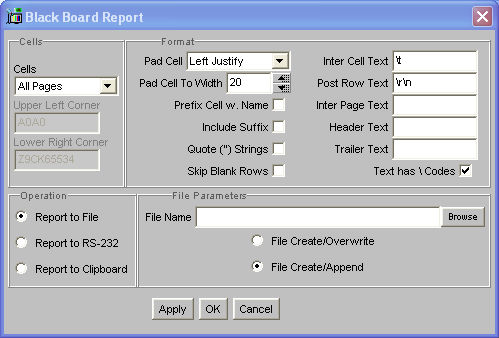 Black Board Report
Cells
Cells
All Pages
Upper Left Corner
A0A0
Lower Right Corner
Z9CK65534
Format
Pad Cell Left Justify
Pad Cell To Width 20
Prefix Cell w. Name
Include Suffix
Quote (") Strings
Skip Blank Rows
Inter Cell Text \t
Post Row Text \r\n
Inter Page Text
Header Text
Trailer Text
Text has \ Codes
Operation
Report to File
Report to RS-232
Report to Clipboard
File Parameters
File Name Browse
File Create/Overwrite
File Create/Append
Apply OK Cancel